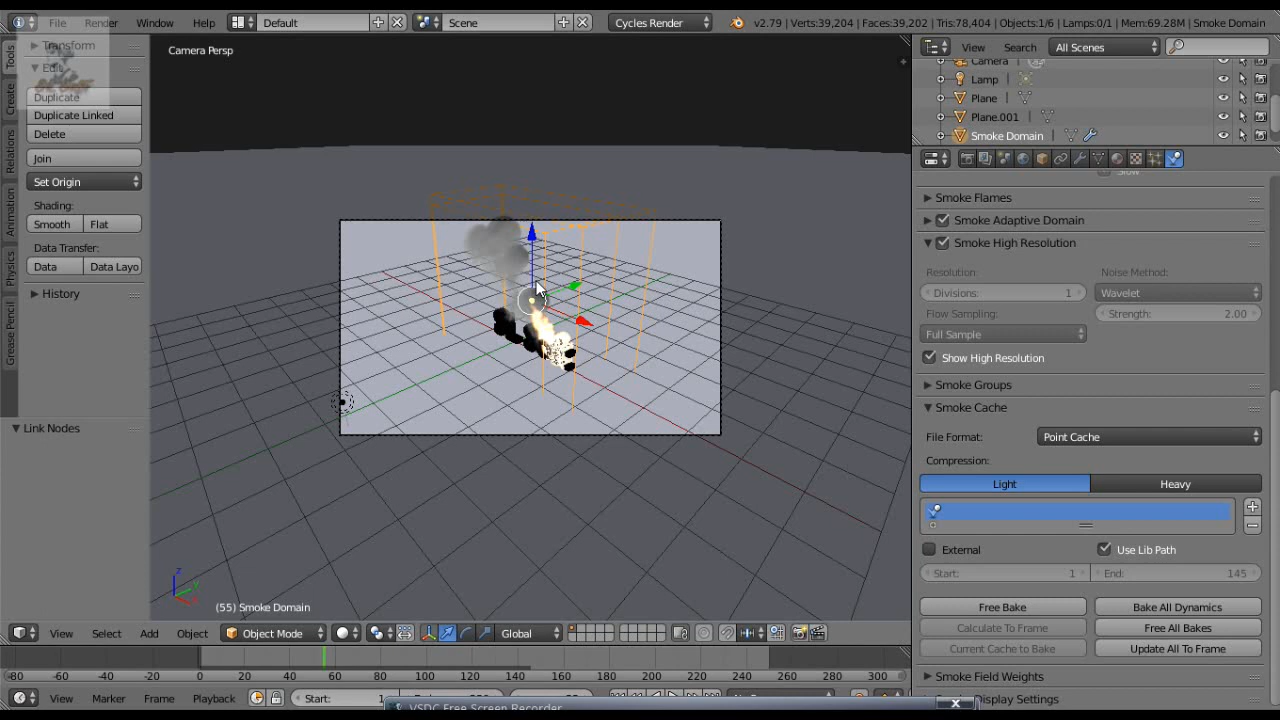 File Render Window Help Default Scene Cycles Render v2.79 | Verts:39,204 | Faces:39,202 | Tris:78,404 | Objects:1/6 | Lamps:0/1 | Mem:69.28M | Smoke Domain
Tools
Create
Relations
Animation
Physics
Grease Pencil
Transform
Edit
Duplicate
Duplicate Linked
Delete
Join
Set Origin
Shading:
Smooth Flat
Data Transfer:
Data Data Layo
History
Link Nodes
Camera Persp
(55) Smoke Domain
View Search All Scenes
Camera
Lamp
Plane
Plane.001
Smoke Domain
Slow
Smoke Flames
Smoke Adaptive Domain
Smoke High Resolution
Resolution: Noise Method:
Divisions: 1 Wavelet
Flow Sampling: Strength: 2.00
Full Sample
Show High Resolution
Smoke Groups
Smoke Cache
File Format: Point Cache
Compression:
Light Heavy
External Use Lib Path
Start: 1 End: 145
Free Bake Bake All Dynamics
Calculate To Frame Free All Bakes
Current Cache to Bake Update All To Frame
Smoke Field Weights
Display Settings
View Select Add Object Object Mode Global
-80 -60 -40 -20 0 20 40 60 80 100 120 140 160 180 200 220 240 260 280 300
View Marker Frame Playback Start: 1
VSDC Free Screen Recorder